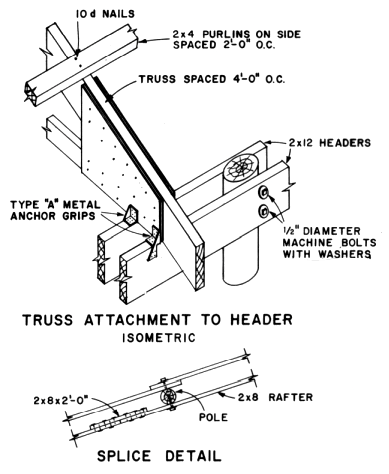 10d NAILS
2x4 PURLINS ON SIDE
SPACED 2'-0" O.C.
TRUSS SPACED 4'-0" O.C.
2x12 HEADERS
TYPE "A" METAL
ANCHOR GRIPS
1/2" DIAMETER
MACHINE BOLTS
WITH WASHERS
TRUSS ATTACHMENT TO HEADER
ISOMETRIC
2x8x2'-0"
2x8 RAFTER
POLE
SPLICE DETAIL